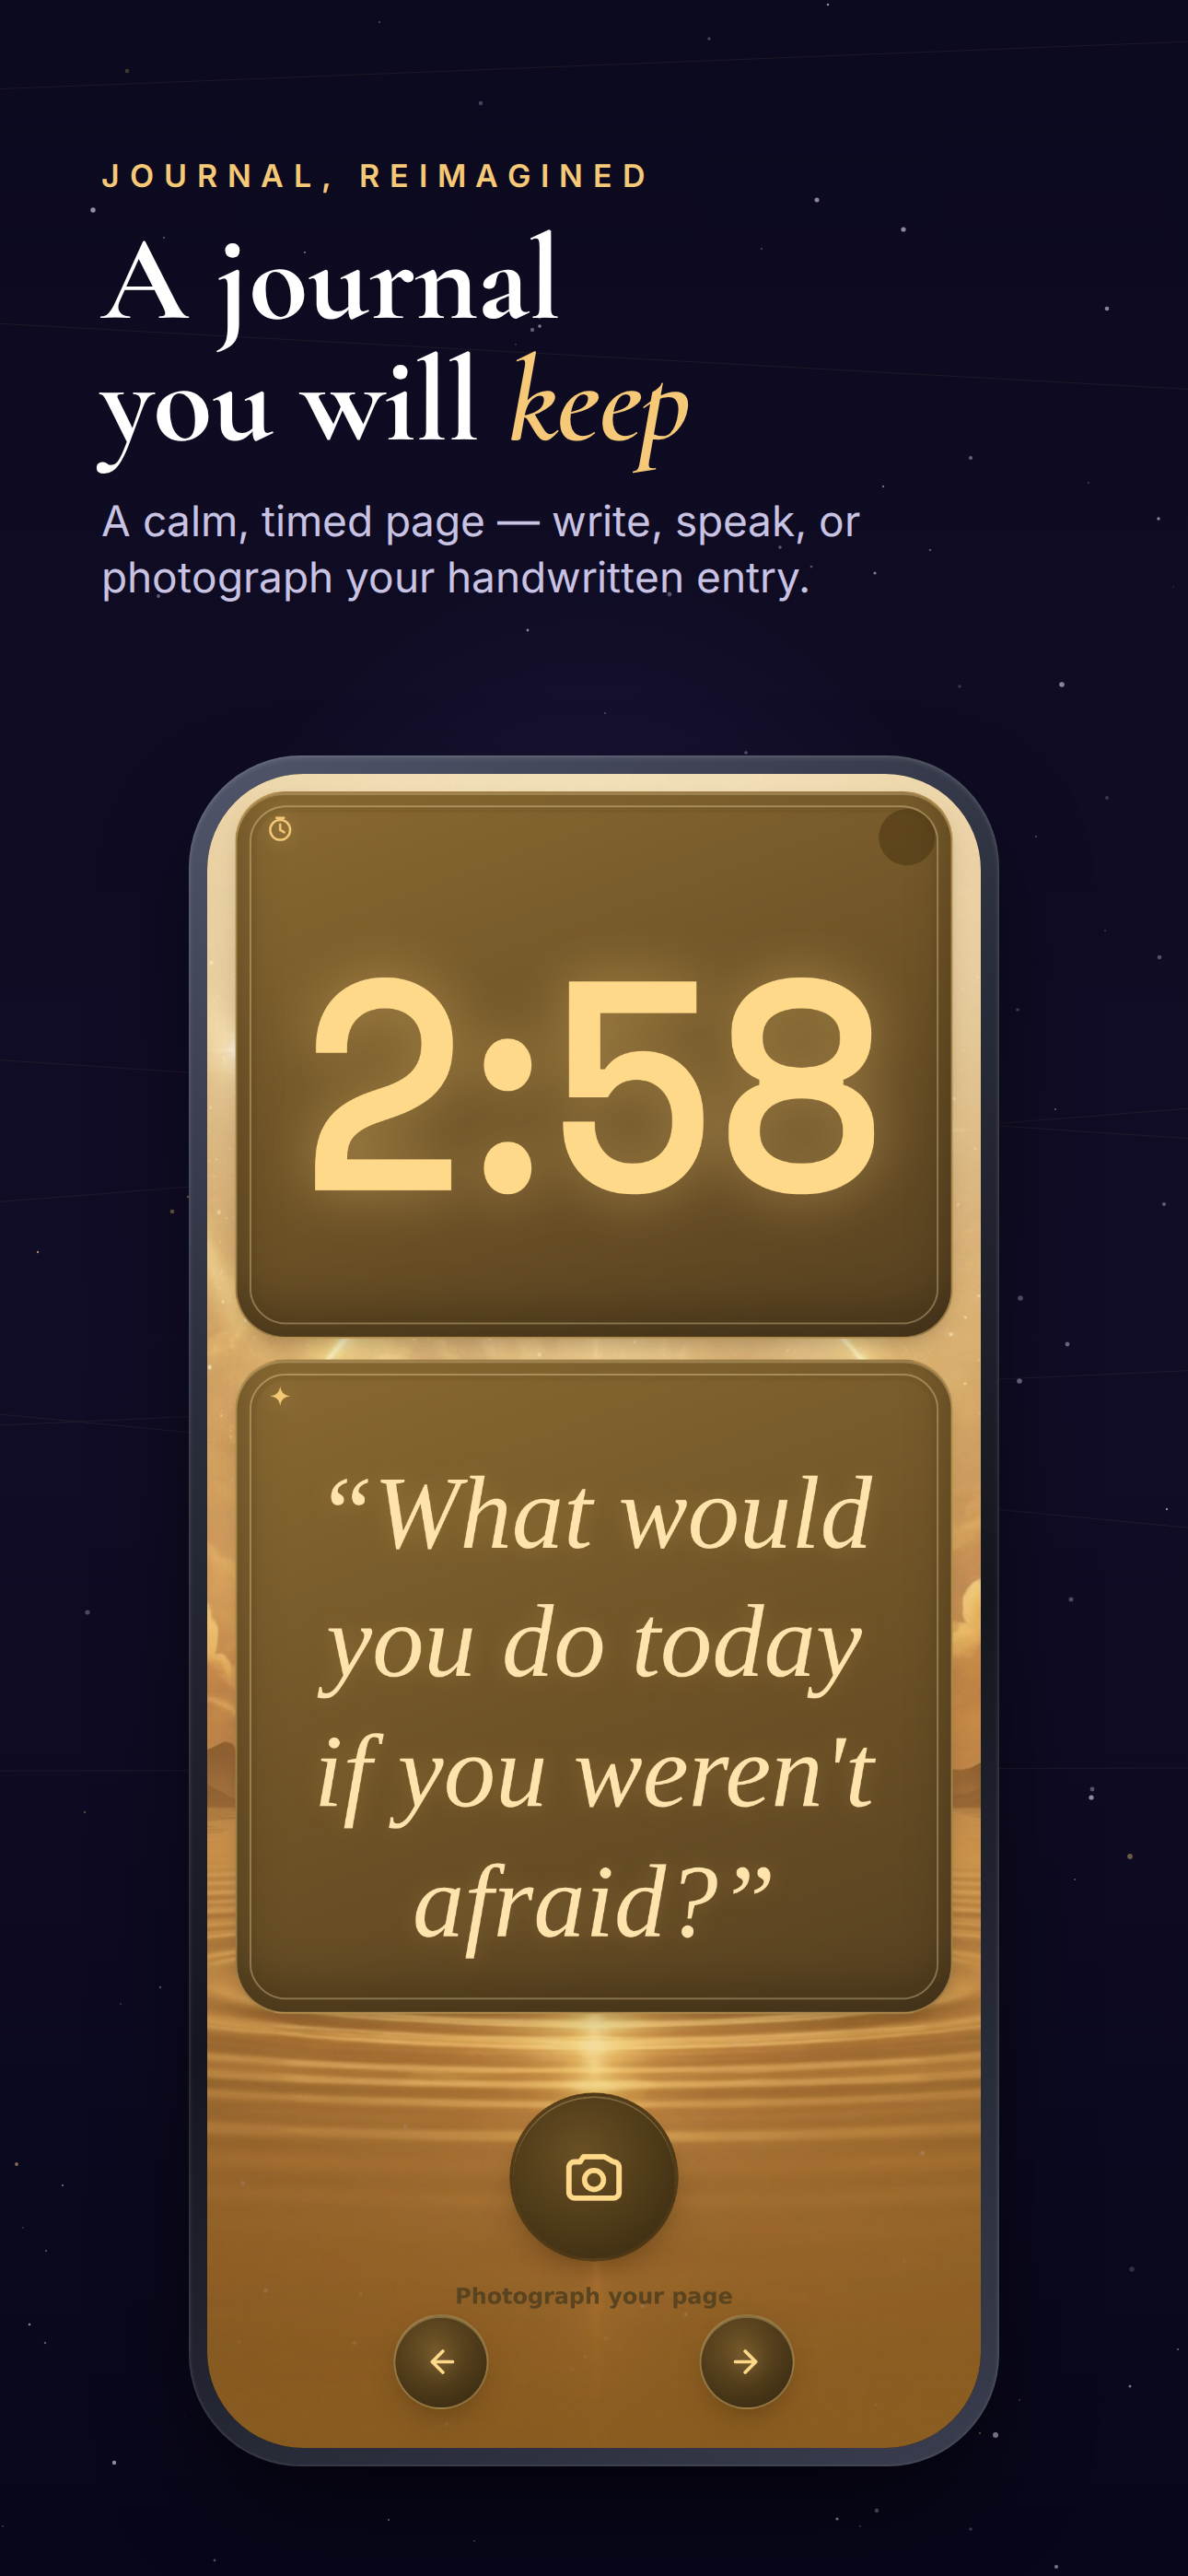 JOURNAL, REIMAGINED
A journal
you will keep
A calm, timed page — write, speak, or
photograph your handwritten entry.
2:58
“What would
you do today
if you weren't
afraid?”
Photograph your page